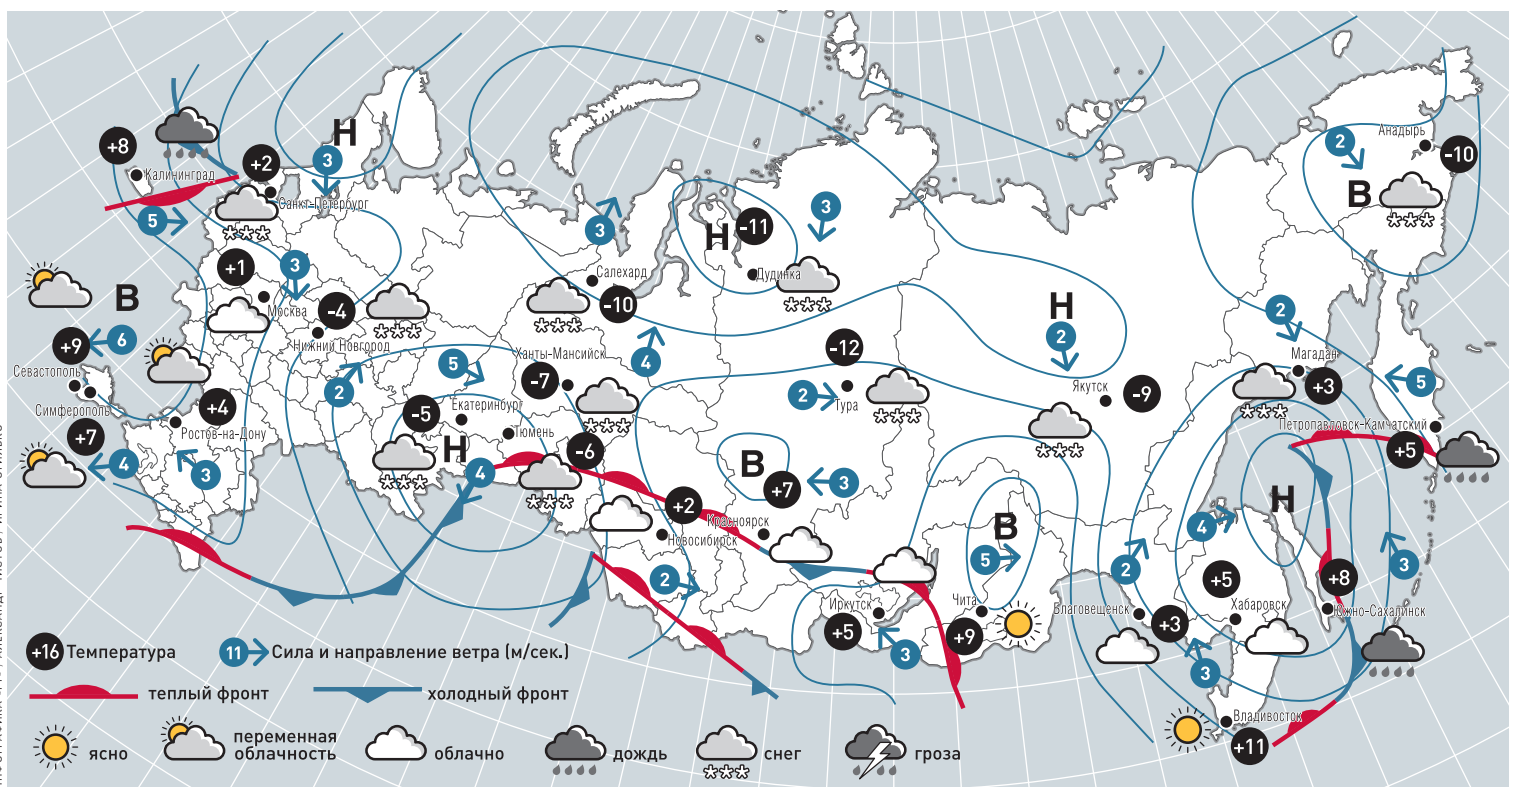 Н
+8
Калининград
+2
3
Санкт-Петербург
5
+1
3
Москва
В
-4
Нижний Новгород
+9
6
Севастополь
Симферополь
+7
4
+4
Ростов-на-Дону
3
2
5
-5
Екатеринбург
Н
4
Тюмень
-6
Ханты-Мансийск
-7
Салехард
-10
3
4
Н
-11
Дудинка
3
-12
2
Тура
В
+7
3
+2
Новосибирск
Красноярск
2
Иркутск
+5
3
В
5
Чита
+9
Н
2
Якутск
-9
2
Анадырь
-10
В
2
Магадан
+3
5
Петропавловск-Камчатский
+5
Н
4
2
+5
Хабаровск
+8
Южно-Сахалинск
3
Благовещенск
+3
3
Владивосток
+11
+16 Температура
11 Сила и направление ветра (м/сек.)
теплый фронт
холодный фронт
ясно
переменная
облачность
облачно
дождь
снег
гроза